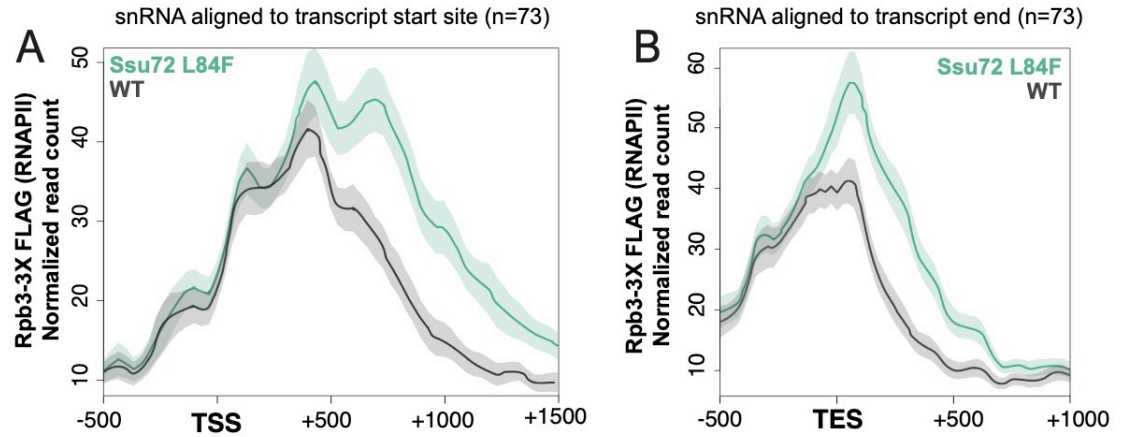 snRNA aligned to transcript start site (n=73)
A
Ssu72 L84F
WT
Rpb3-3X FLAG (RNAPII)
Normalized read count
50
40
30
20
10
-500
TSS
+500
+1000
+1500
snRNA aligned to transcript end (n=73)
B
Ssu72 L84F
WT
Rpb3-3X FLAG (RNAPII)
Normalized read count
60
50
40
30
20
10
-500
TES
+500
+1000